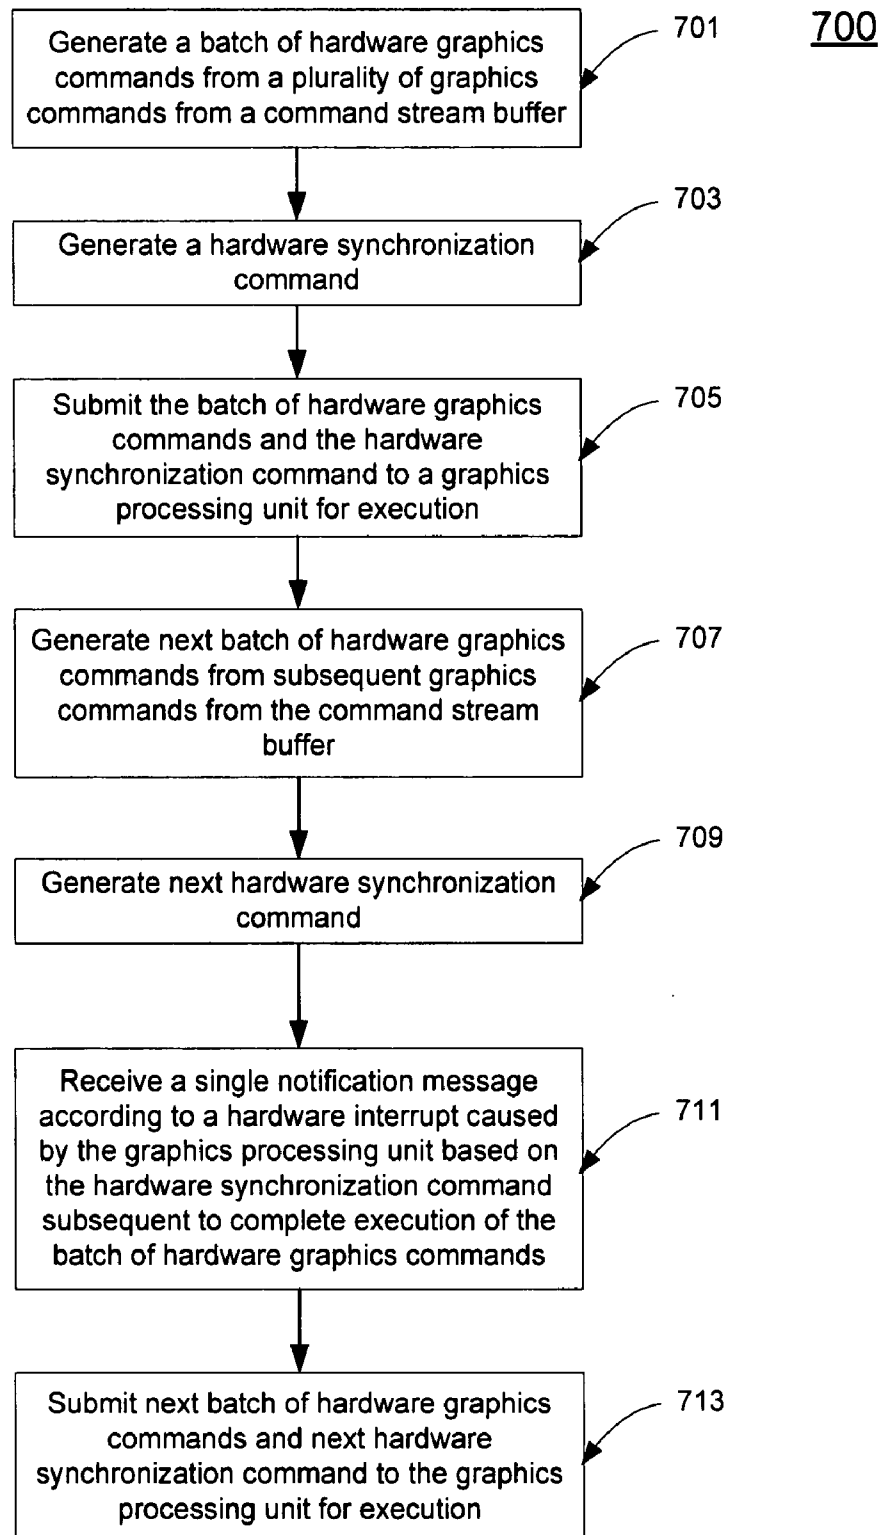 700
Generate a batch of hardware graphics
commands from a plurality of graphics
commands from a command stream buffer
701
Generate a hardware synchronization
command
703
Submit the batch of hardware graphics
commands and the hardware
synchronization command to a graphics
processing unit for execution
705
Generate next batch of hardware graphics
commands from subsequent graphics
commands from the command stream
buffer
707
Generate next hardware synchronization
command
709
Receive a single notification message
according to a hardware interrupt caused
by the graphics processing unit based on
the hardware synchronization command
subsequent to complete execution of the
batch of hardware graphics commands
711
Submit next batch of hardware graphics
commands and next hardware
synchronization command to the graphics
processing unit for execution
713